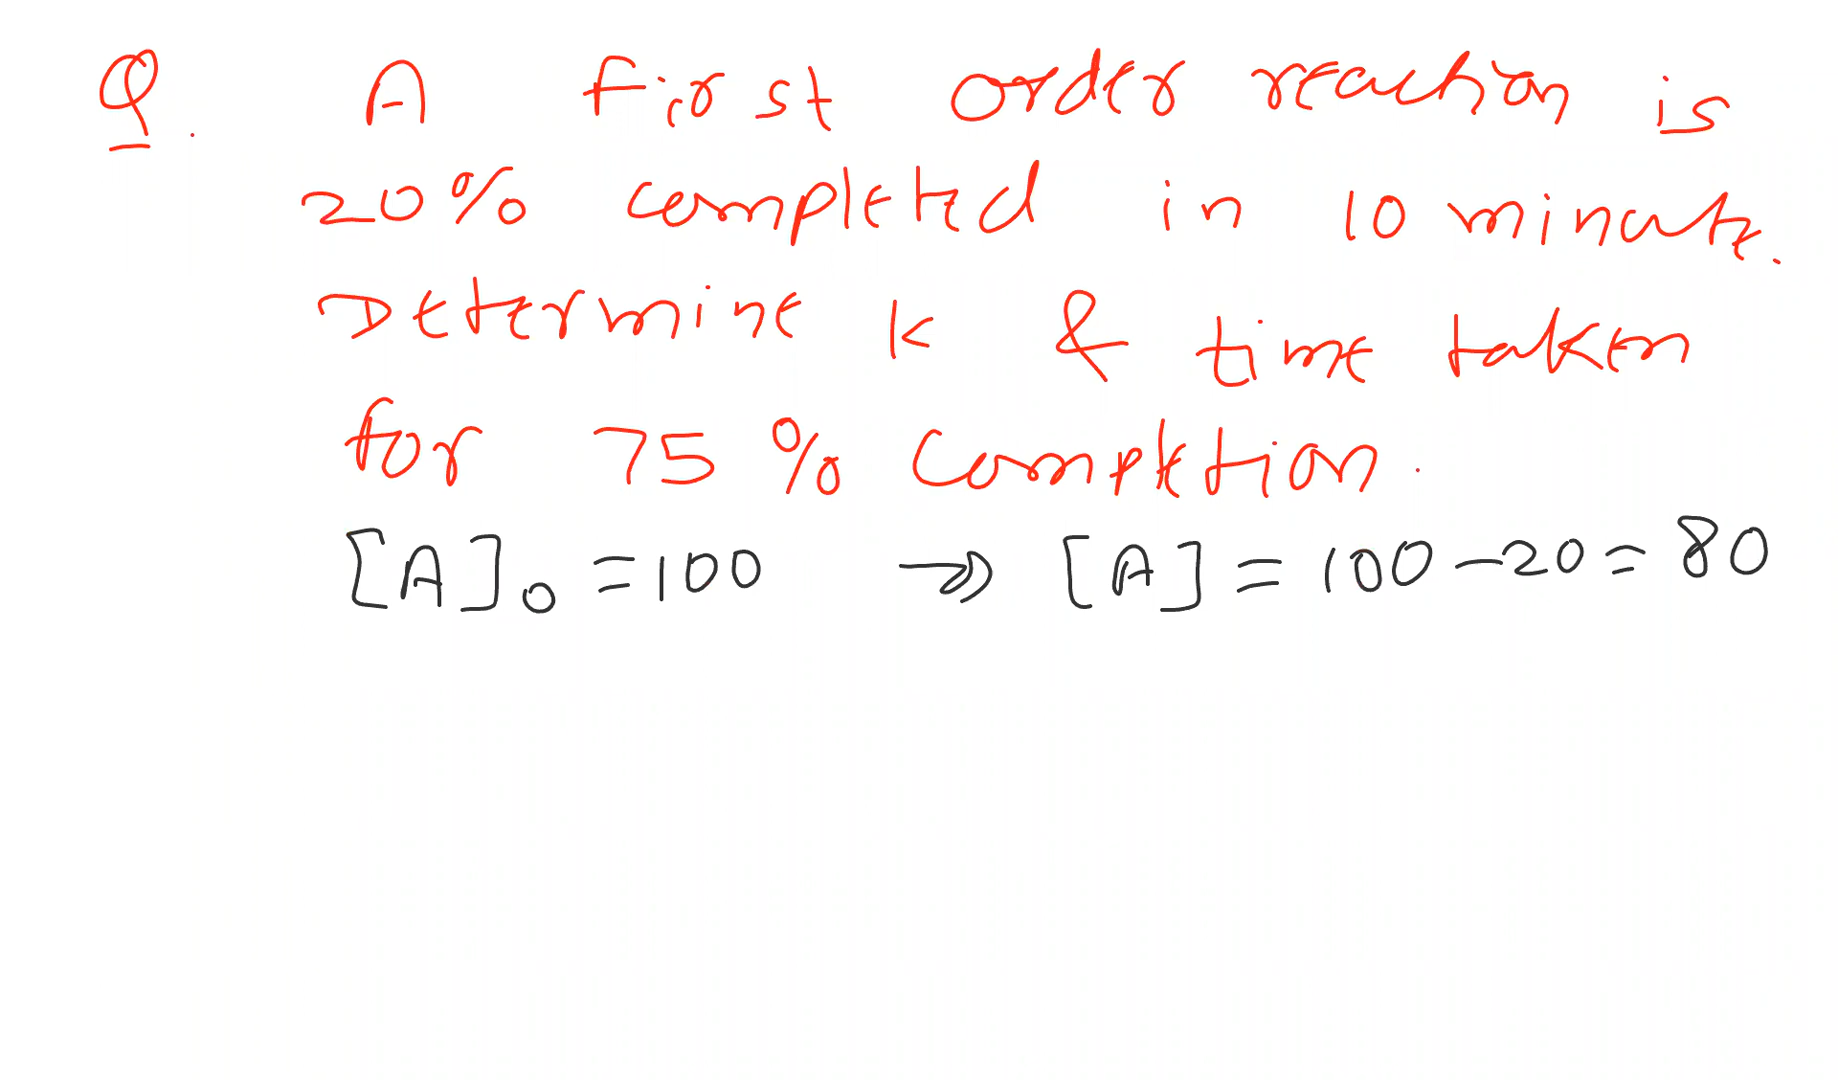 Q. A first order reaction is
20% completed in 10 minute.
Determine k & time taken
for 75% completion.
[A]₀ = 100 ->> [A] = 100 - 20 = 80